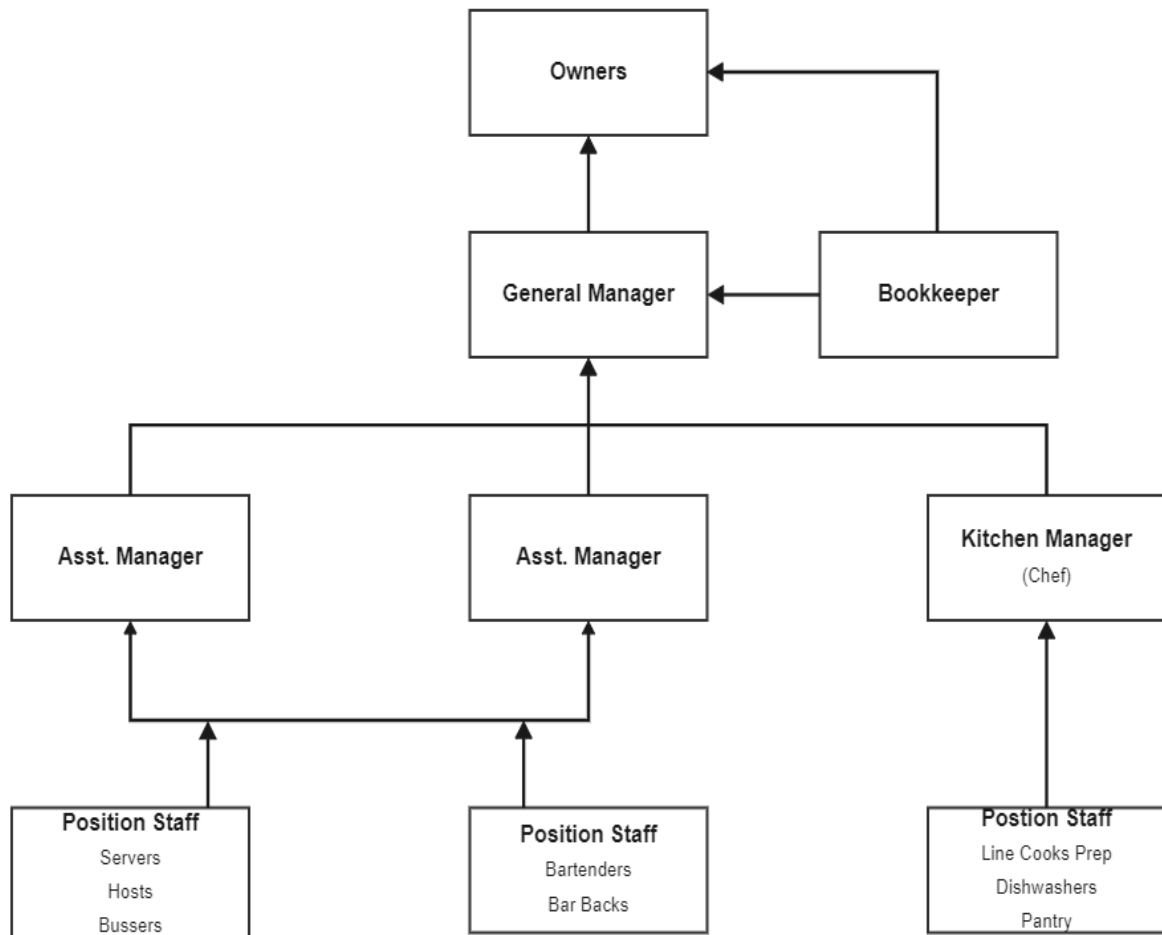 Owners
General Manager
Bookkeeper
Asst. Manager
Asst. Manager
Kitchen Manager
(Chef)
Position Staff
Servers
Hosts
Bussers
Position Staff
Bartenders
Bar Backs
Postion Staff
Line Cooks Prep
Dishwashers
Pantry